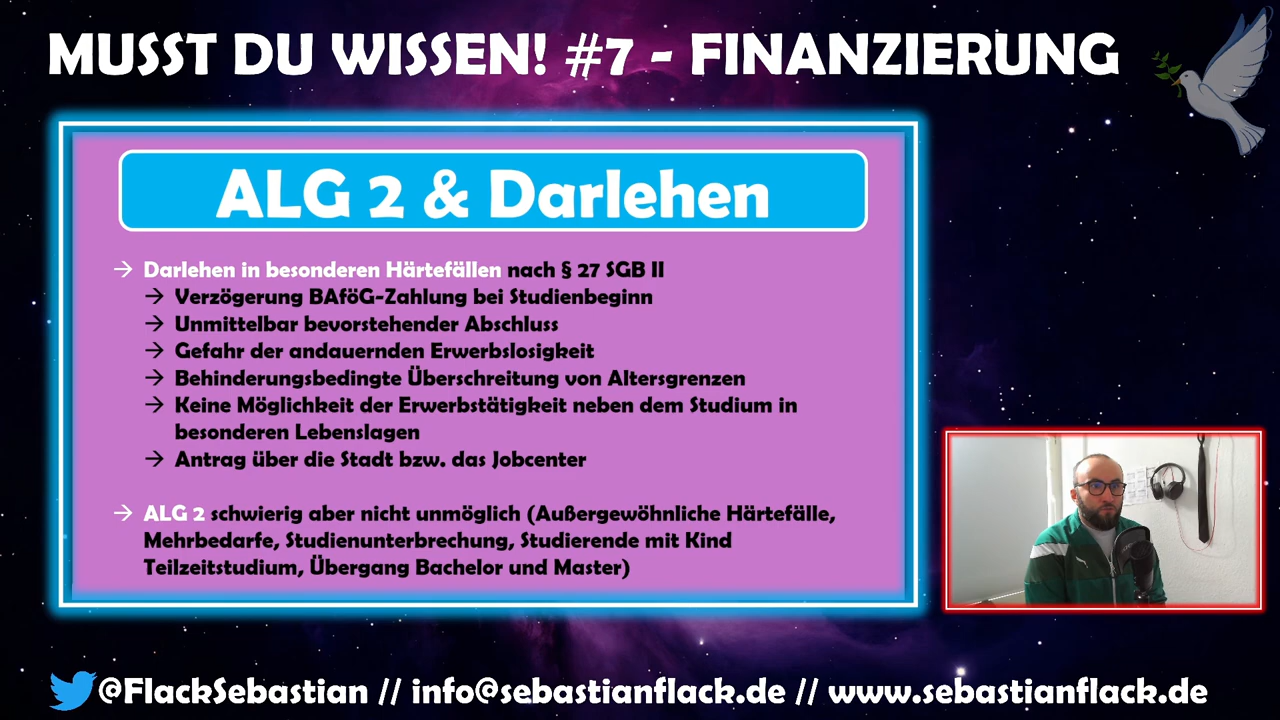 MUSST DU WISSEN! #7 - FINANZIERUNG
ALG 2 & Darlehen
→ Darlehen in besonderen Härtefällen nach § 27 SGB II
→ Verzögerung BAföG-Zahlung bei Studienbeginn
→ Unmittelbar bevorstehender Abschluss
→ Gefahr der andauernden Erwerbslosigkeit
→ Behinderungsbedingte Überschreitung von Altersgrenzen
→ Keine Möglichkeit der Erwerbstätigkeit neben dem Studium in
besonderen Lebenslagen
→ Antrag über die Stadt bzw. das Jobcenter
→ ALG 2 schwierig aber nicht unmöglich (Außergewöhnliche Härtefälle,
Mehrbedarfe, Studienunterbrechung, Studierende mit Kind
Teilzeitstudium, Übergang Bachelor und Master)
@FlackSebastian // info@sebastianflack.de // www.sebastianflack.de